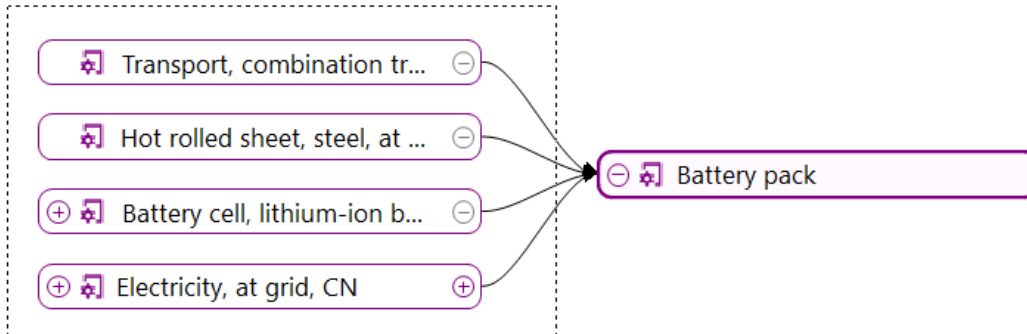 Transport, combination tr...
Hot rolled sheet, steel, at ...
Battery cell, lithium-ion b...
Electricity, at grid, CN
Battery pack